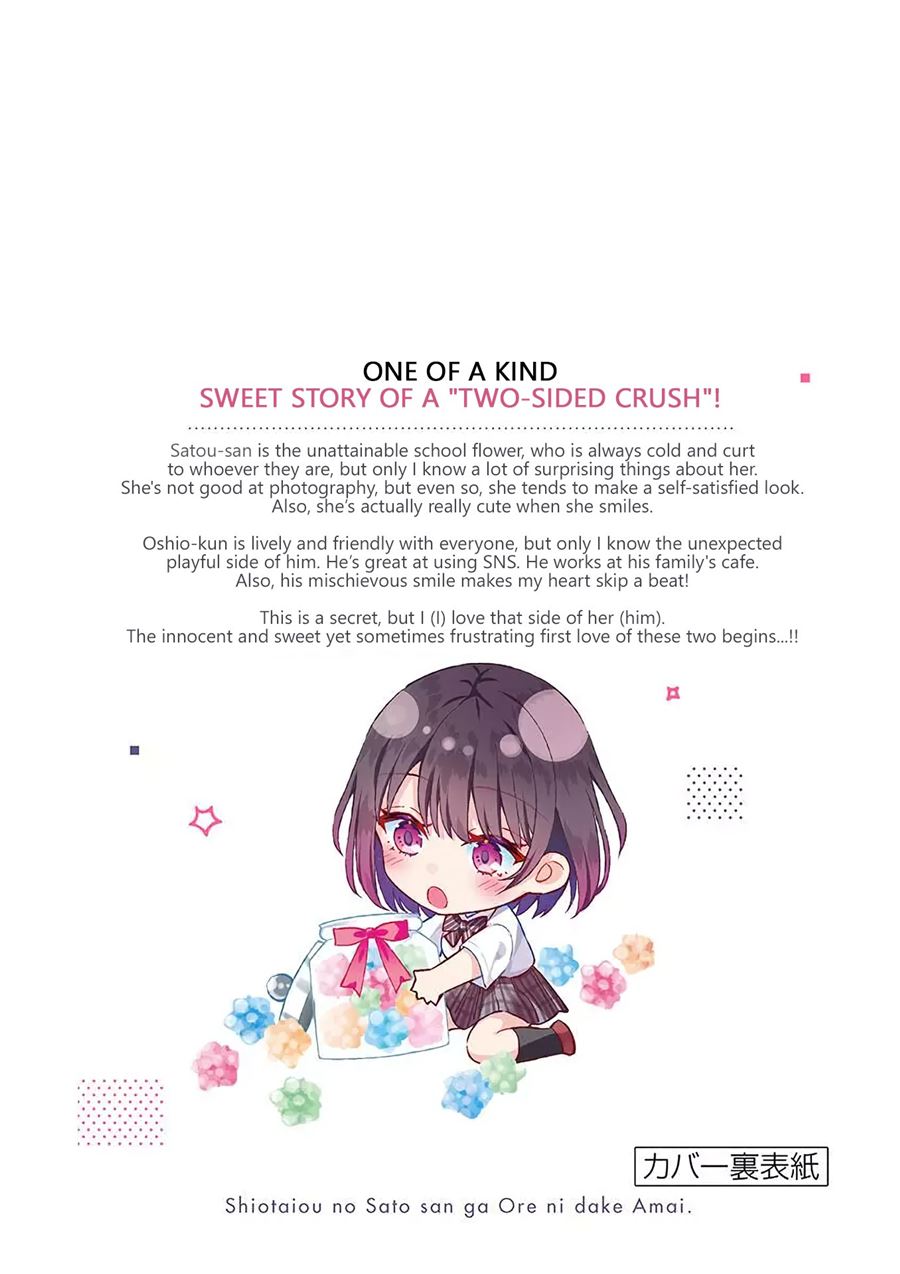 ONE OF A KIND
SWEET STORY OF A "TWO-SIDED CRUSH"!
Satou-san is the unattainable school flower, who is always cold and curt
to whoever they are, but only I know a lot of surprising things about her.
She's not good at photography, but even so, she tends to make a self-satisfied look.
Also, she's actually really cute when she smiles.
Oshio-kun is lively and friendly with everyone, but only I know the unexpected
playful side of him. He's great at using SNS. He works at his family's cafe.
Also, his mischievous smile makes my heart skip a beat!
This is a secret, but I (I) love that side of her (him).
The innocent and sweet yet sometimes frustrating first love of these two begins...!!
カバー裏表紙
Shiotaiou no Sato san ga Ore ni dake Amai.